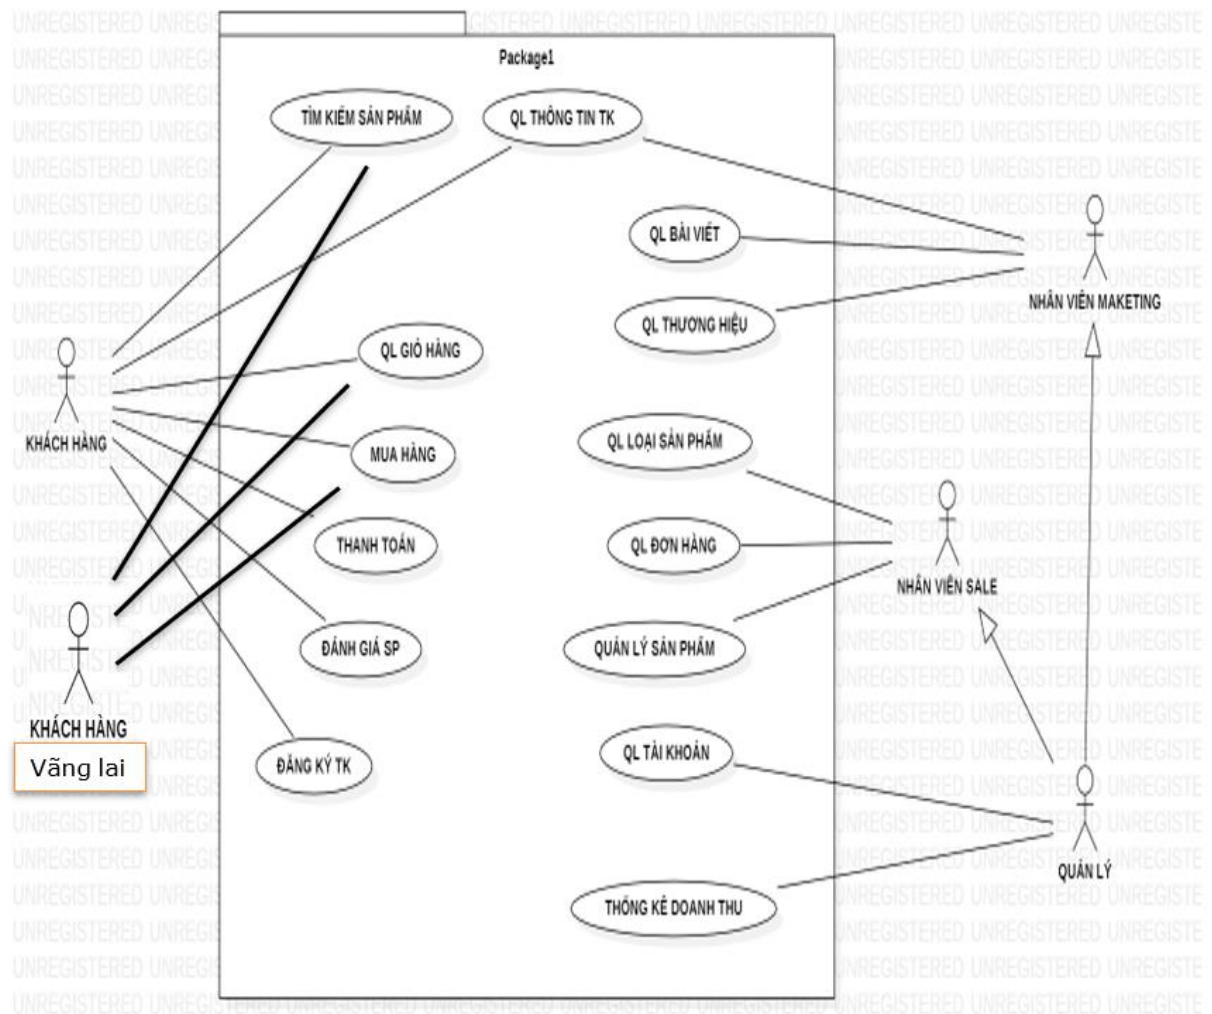 Package1
TÌM KIẾM SẢN PHẨM
QL THÔNG TIN TK
QL BÀI VIẾT
NHÂN VIÊN MAKETING
QL THƯƠNG HIỆU
QL GIỎ HÀNG
KHÁCH HÀNG
QL LOẠI SẢN PHẨM
MUA HÀNG
THANH TOÁN
QL ĐƠN HÀNG
NHÂN VIÊN SALE
ĐÁNH GIÁ SP
QUẢN LÝ SẢN PHẨM
KHÁCH HÀNG
Vãng lai
ĐĂNG KÝ TK
QL TÀI KHOẢN
QUẢN LÝ
THỐNG KÊ DOANH THU